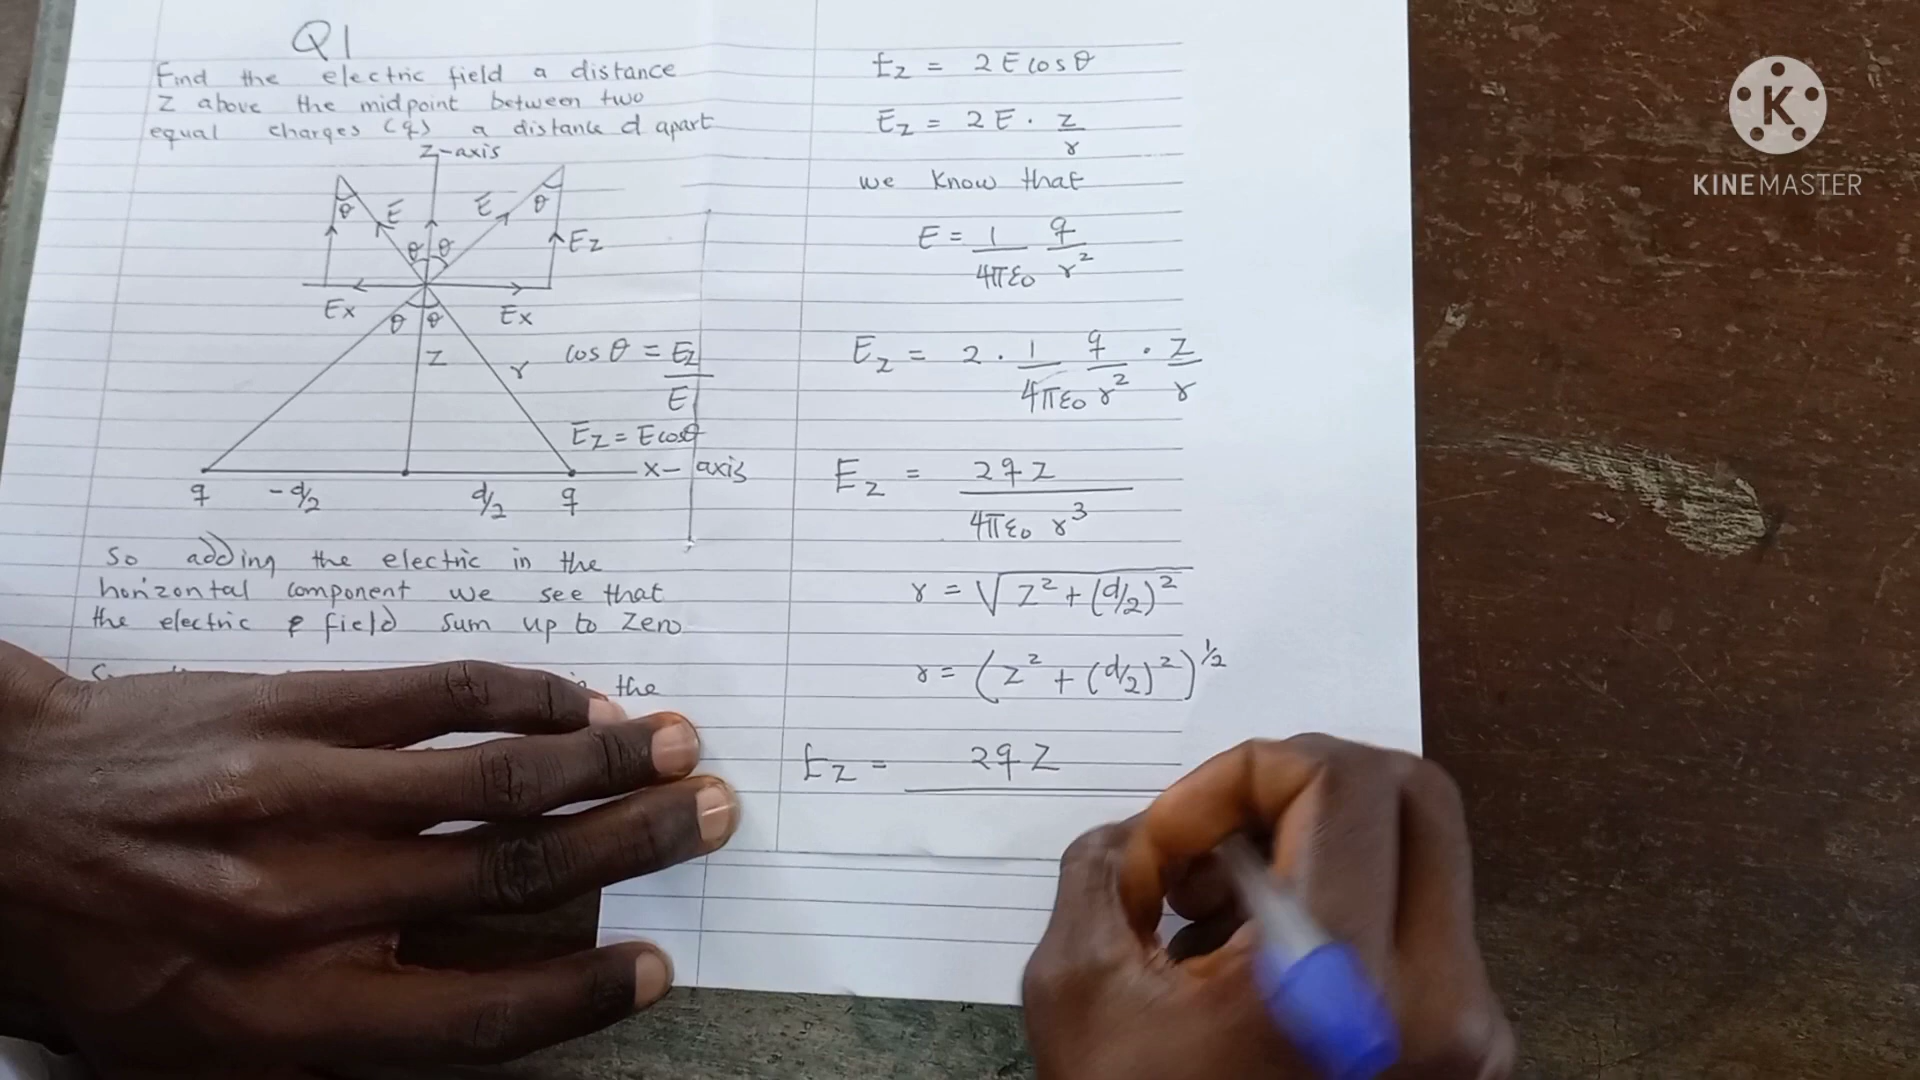 Q1
Find the electric field a distance
Z above the midpoint between two
equal charges (q) a distance d apart
Z-axis
θ E E θ
θ θ
Ez
Ex Ex
θ θ
Z
r
cos θ = Ez/E
Ez = E cosθ
x-axis
q -d/2 d/2 q
So adding the electric in the
horizontal component we see that
the electric field sum up to Zero
the
Ez = 2 E cos θ
Ez = 2 E · z/r
we know that
E = 1/4πε0 q/r²
Ez = 2 · 1/4πε0 q/r² · z/r
Ez = 2qz/4πε0 r³
r = √z² + (d/2)²
r = (z² + (d/2)²)^1/2
Ez = 2qz
K
KINEMASTER